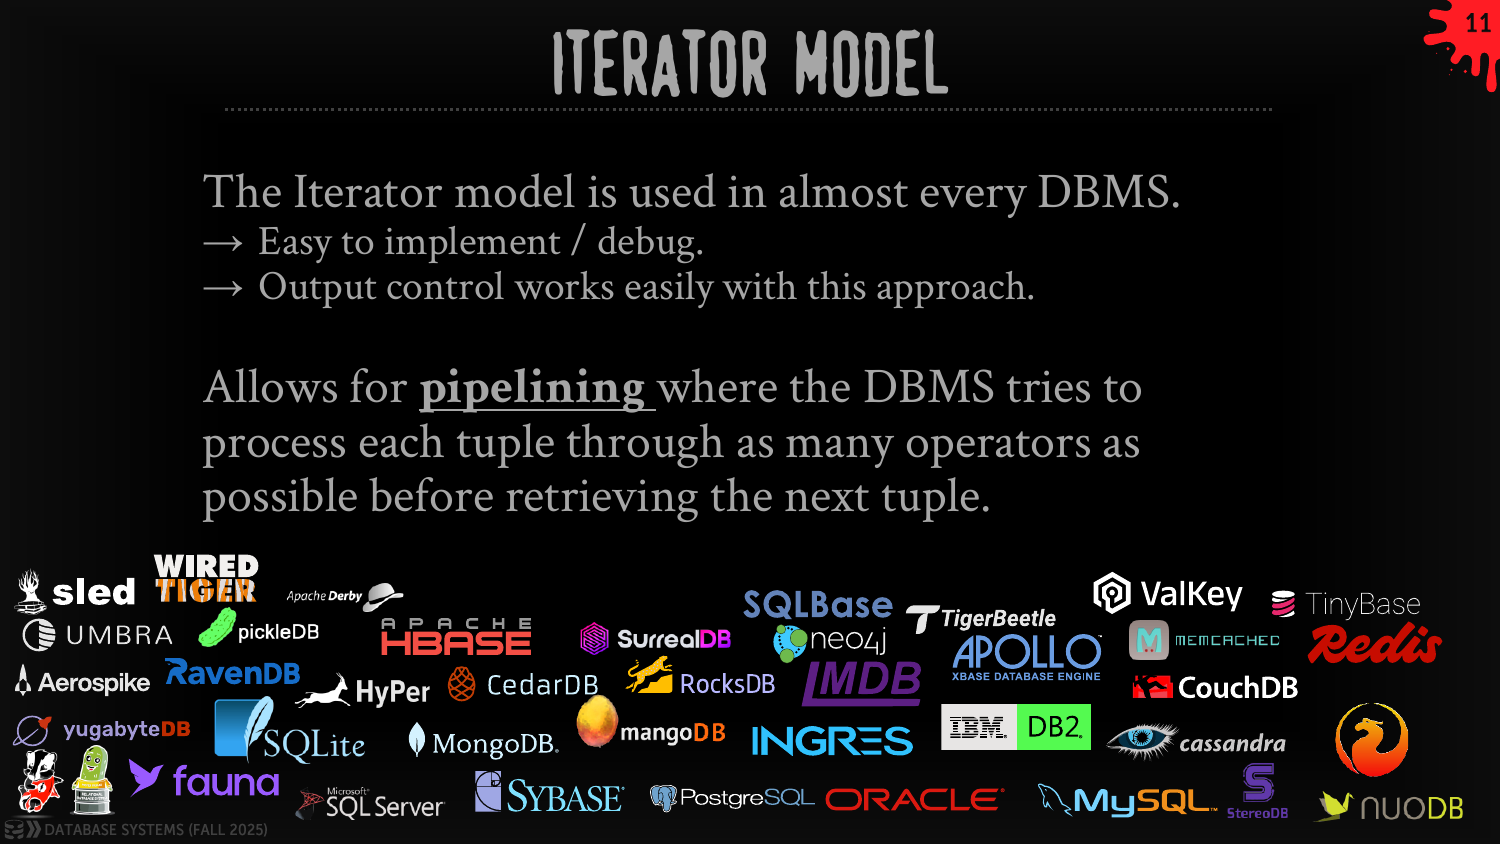 11
ITERATOR MODEL
The Iterator model is used in almost every DBMS.
→ Easy to implement / debug.
→ Output control works easily with this approach.
Allows for pipelining where the DBMS tries to
process each tuple through as many operators as
possible before retrieving the next tuple.
WIRED
TIGER
sled
Apache Derby
SQLBase
TigerBeetle
ValKey
TinyBase
UMBRA
pickleDB
APACHE
HBASE
SurrealDB
neo4j
APOLLO
XBASE DATABASE ENGINE
M MEMCACHED
Redis
Aerospike
RavenDB
HyPer
CedarDB
RocksDB
LMDB
CouchDB
yugabyteDB
SQLite
MongoDB.
mangoDB
INGRES
IBM. DB2.
cassandra
fauna
Microsoft
SQL Server
SYBASE
PostgreSQL
ORACLE
MySQL™
StereoDB
NUODB
DATABASE SYSTEMS (FALL 2025)